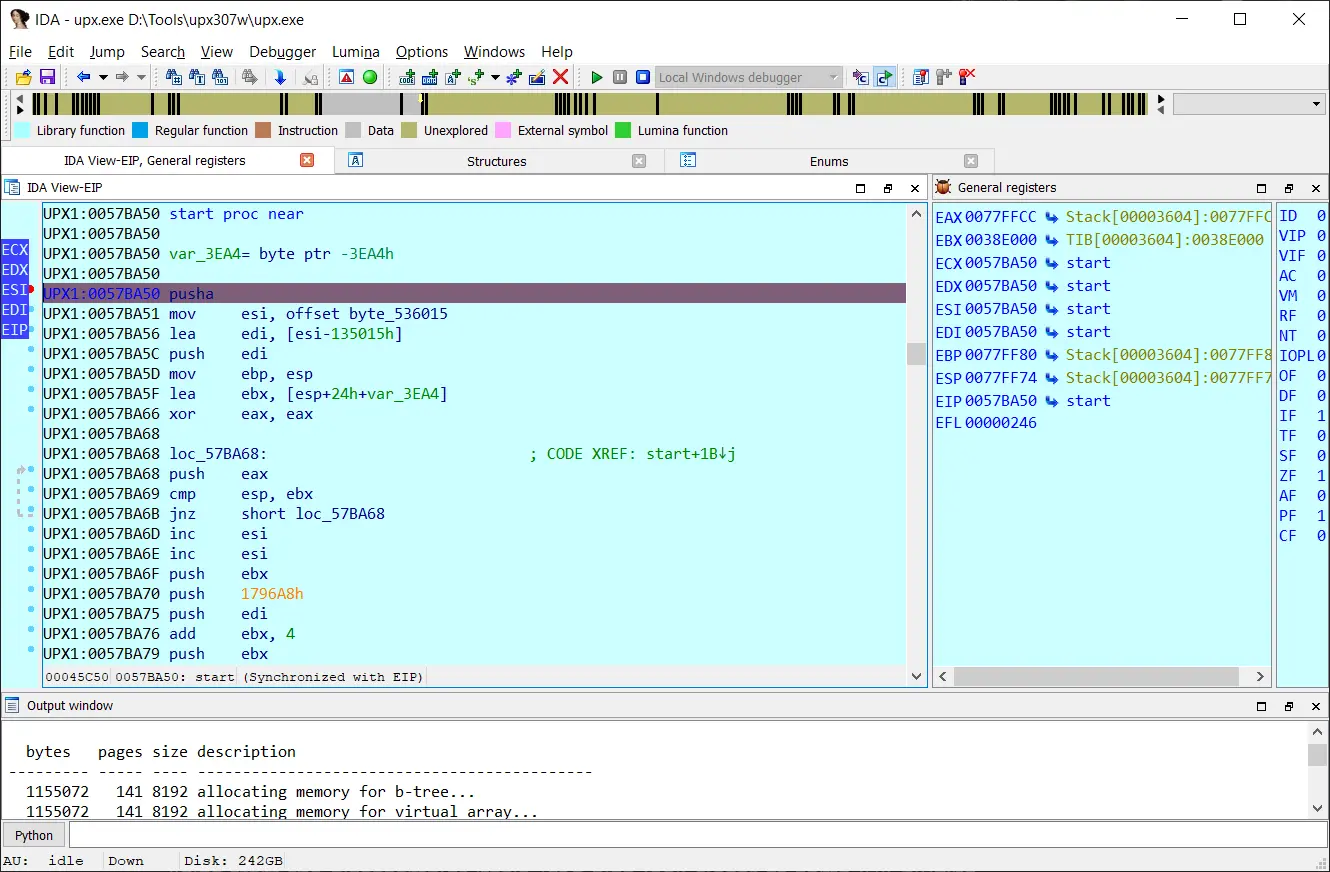 IDA - upx.exe D:\Tools\upx307w\upx.exe
File Edit Jump Search View Debugger Lumina Options Windows Help
Local Windows debugger
Library function Regular function Instruction Data Unexplored External symbol Lumina function
IDA View-EIP, General registers Structures Enums
IDA View-EIP
UPX1:0057BA50 start proc near
UPX1:0057BA50
UPX1:0057BA50 var_3EA4= byte ptr -3EA4h
UPX1:0057BA50
UPX1:0057BA50 pusha
UPX1:0057BA51 mov esi, offset byte_536015
UPX1:0057BA56 lea edi, [esi-135015h]
UPX1:0057BA5C push edi
UPX1:0057BA5D mov ebp, esp
UPX1:0057BA5F lea ebx, [esp+24h+var_3EA4]
UPX1:0057BA66 xor eax, eax
UPX1:0057BA68
UPX1:0057BA68 loc_57BA68: ; CODE XREF: start+1B↓j
UPX1:0057BA68 push eax
UPX1:0057BA69 cmp esp, ebx
UPX1:0057BA6B jnz short loc_57BA68
UPX1:0057BA6D inc esi
UPX1:0057BA6E inc esi
UPX1:0057BA6F push ebx
UPX1:0057BA70 push 1796A8h
UPX1:0057BA75 push edi
UPX1:0057BA76 add ebx, 4
UPX1:0057BA79 push ebx
00045C50 0057BA50: start (Synchronized with EIP)
ECX
EDX
ESI
EDI
EIP
General registers
EAX 0077FFCC Stack[00003604]:0077FFC
EBX 0038E000 TIB[00003604]:0038E000
ECX 0057BA50 start
EDX 0057BA50 start
ESI 0057BA50 start
EDI 0057BA50 start
EBP 0077FF80 Stack[00003604]:0077FF8
ESP 0077FF74 Stack[00003604]:0077FF7
EIP 0057BA50 start
EFL 00000246
ID 0
VIP 0
VIF 0
AC 0
VM 0
RF 0
NT 0
IOPL 0
OF 0
DF 0
IF 1
TF 0
SF 0
ZF 1
AF 0
PF 1
CF 0
Output window
bytes pages size description
--------- ----- ---- --------------------------------------------
1155072 141 8192 allocating memory for b-tree...
1155072 141 8192 allocating memory for virtual array...
Python
AU: idle Down Disk: 242GB